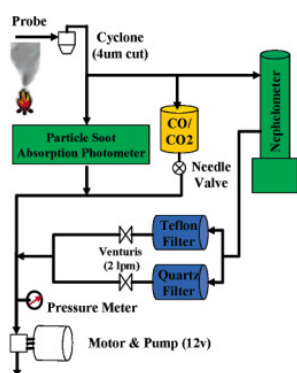 Probe
Cyclone
(4um cut)
Particle Soot
Absorption Photometer
CO/
CO2
Nephelometer
Needle
Valve
Teflon
Filter
Venturis
(2 lpm)
Quartz
Filter
Pressure Meter
Motor & Pump (12v)